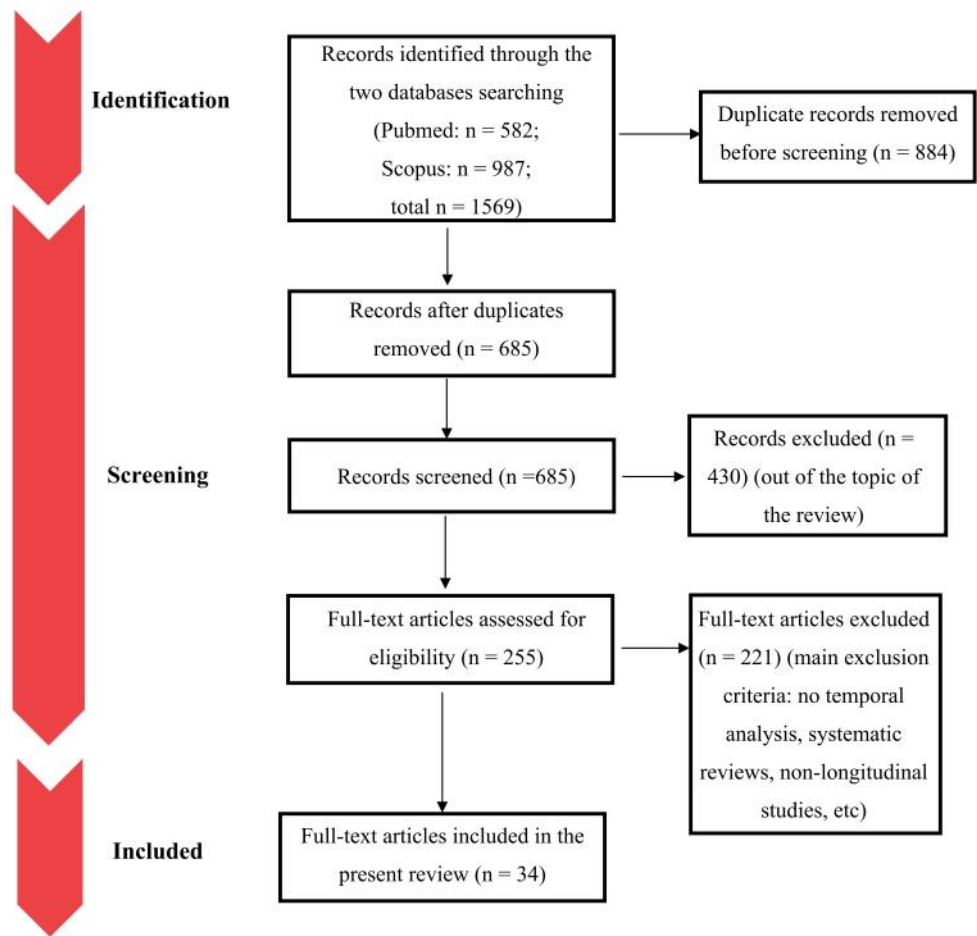 Identification
Records identified through the
two databases searching
(Pubmed: n = 582;
Scopus: n = 987;
total n = 1569)
Duplicate records removed
before screening (n = 884)
Records after duplicates
removed (n = 685)
Screening
Records screened (n =685)
Records excluded (n =
430) (out of the topic of
the review)
Full-text articles assessed for
eligibility (n = 255)
Full-text articles excluded
(n = 221) (main exclusion
criteria: no temporal
analysis, systematic
reviews, non-longitudinal
studies, etc)
Included
Full-text articles included in the
present review (n = 34)